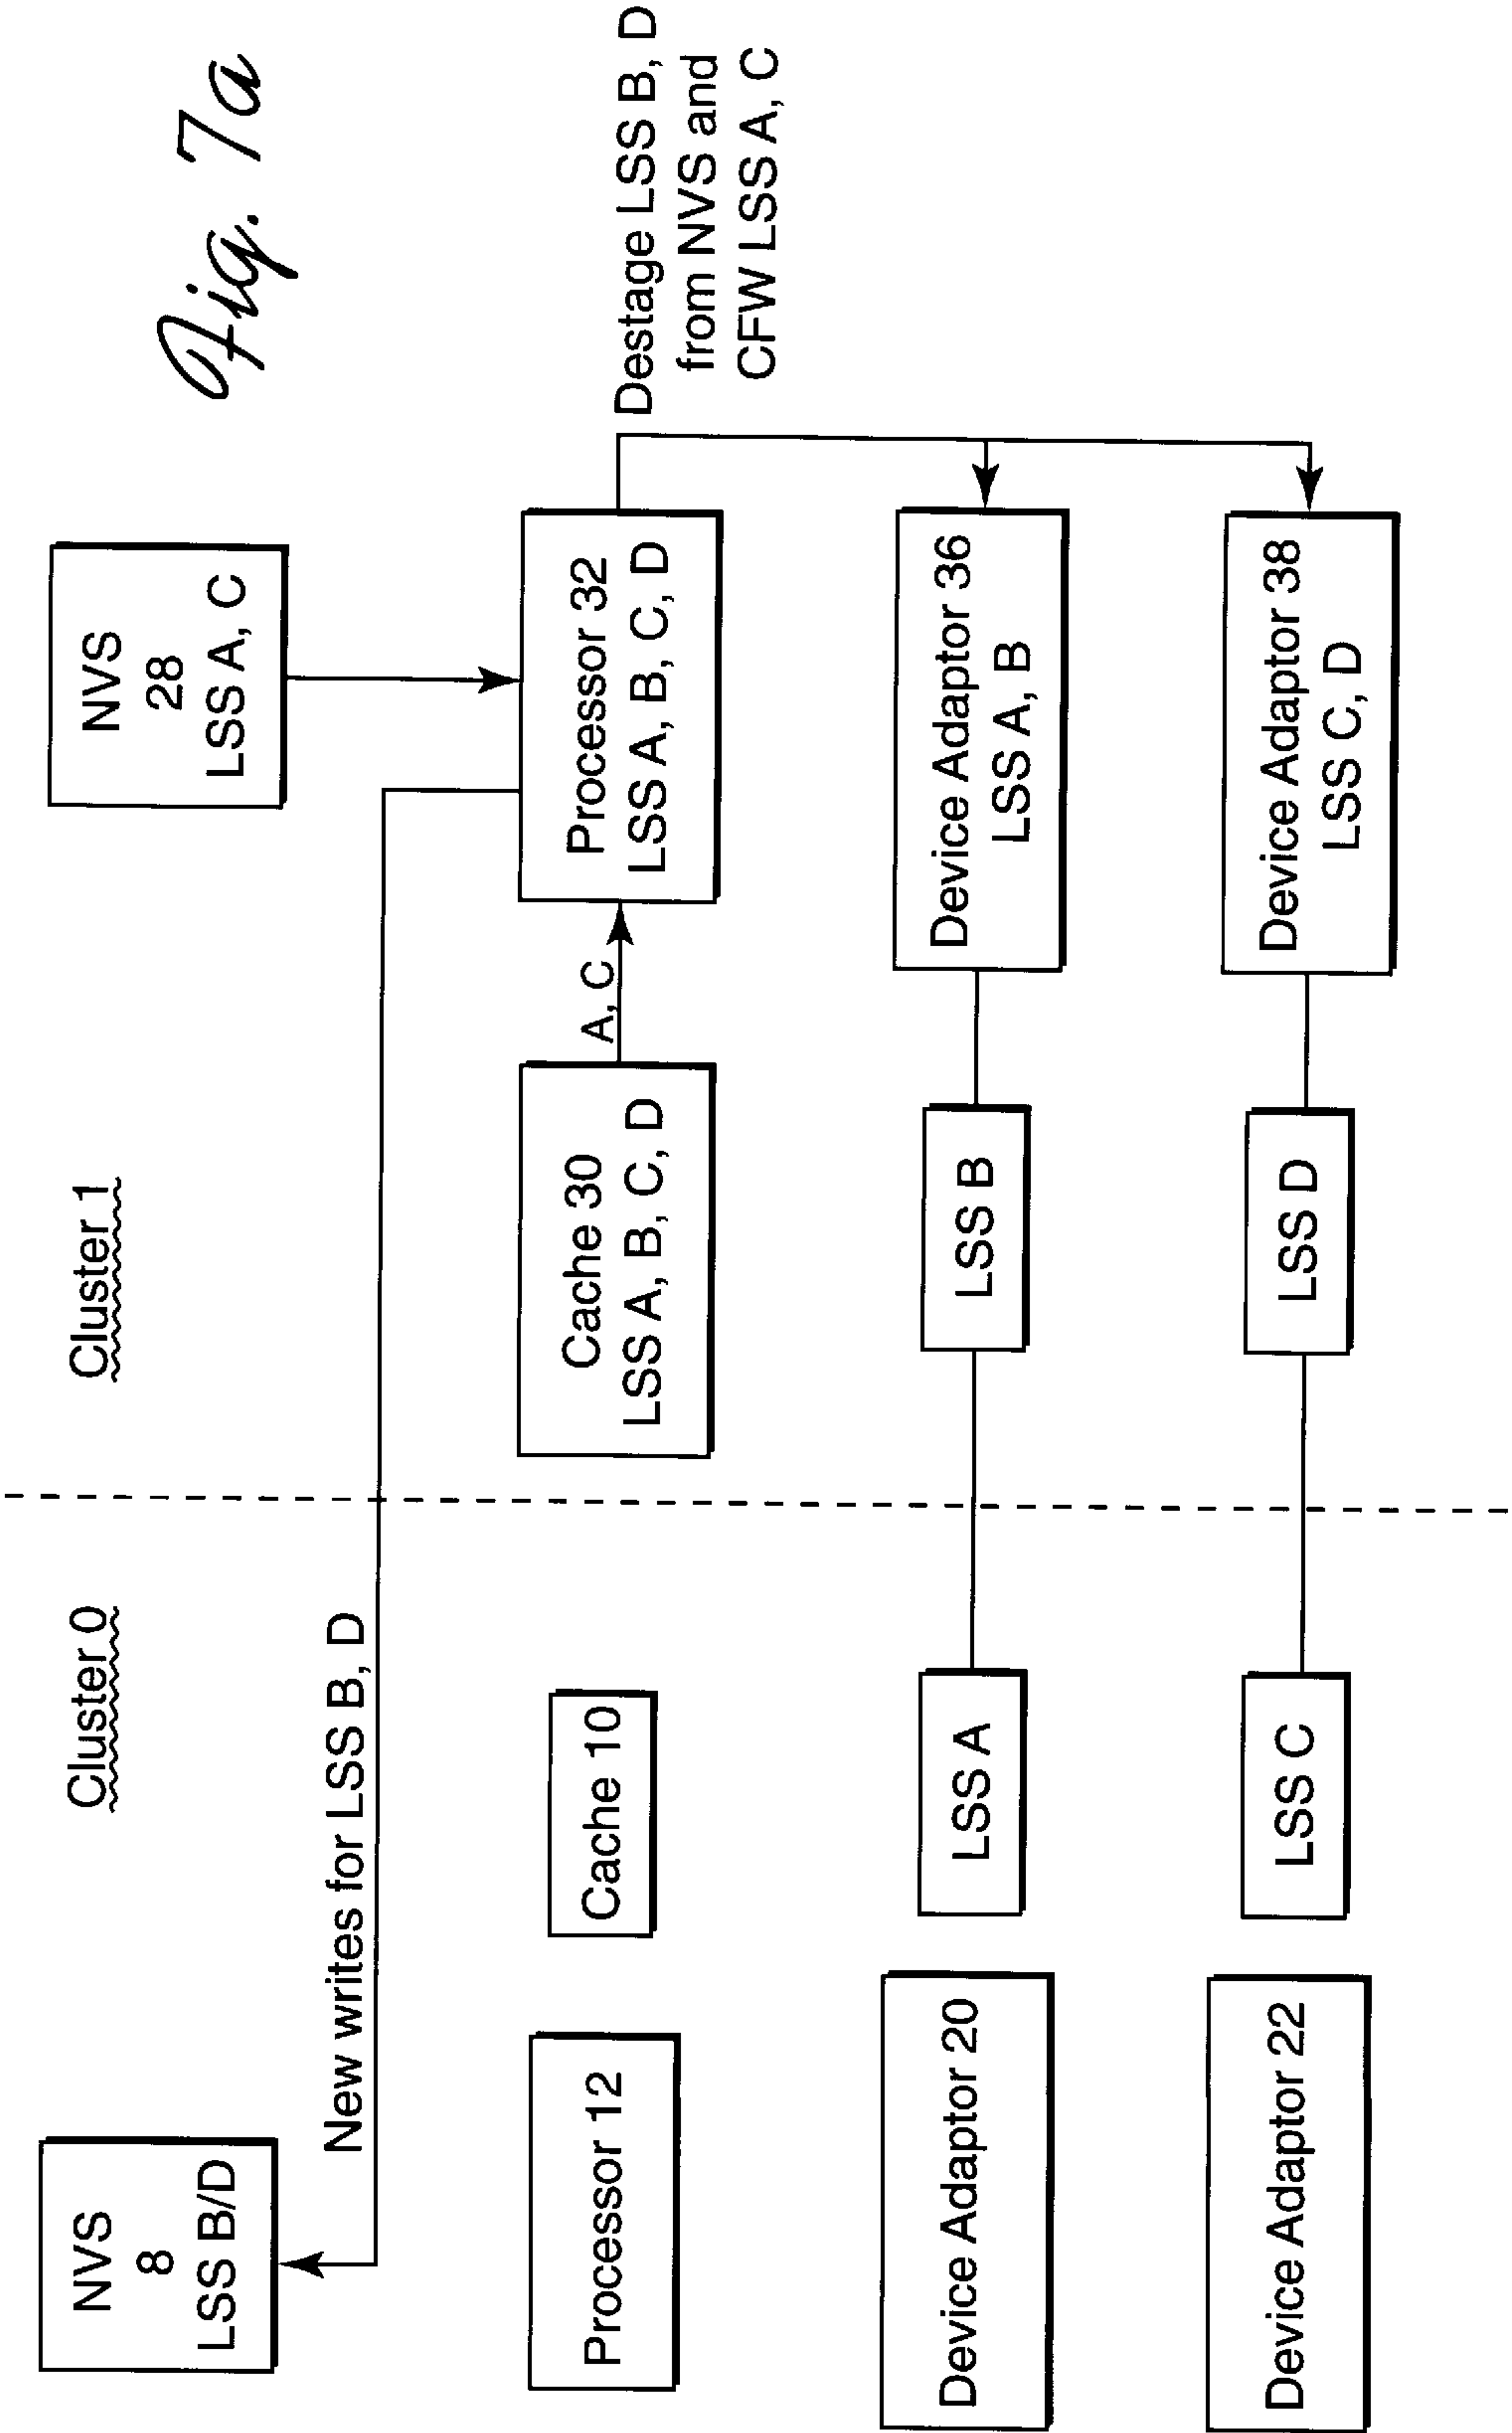 Fig. 7a
Cluster 0
Cluster 1
NVS
8
LSS B/D
NVS
28
LSS A, C
New writes for LSS B, D
Processor 12
Cache 10
Cache 30
LSS A, B, C, D
A, C
Processor 32
LSS A, B, C, D
Destage LSS B, D
from NVS and
CFW LSS A, C
Device Adaptor 20
LSS A
LSS B
Device Adaptor 36
LSS A, B
Device Adaptor 22
LSS C
LSS D
Device Adaptor 38
LSS C, D